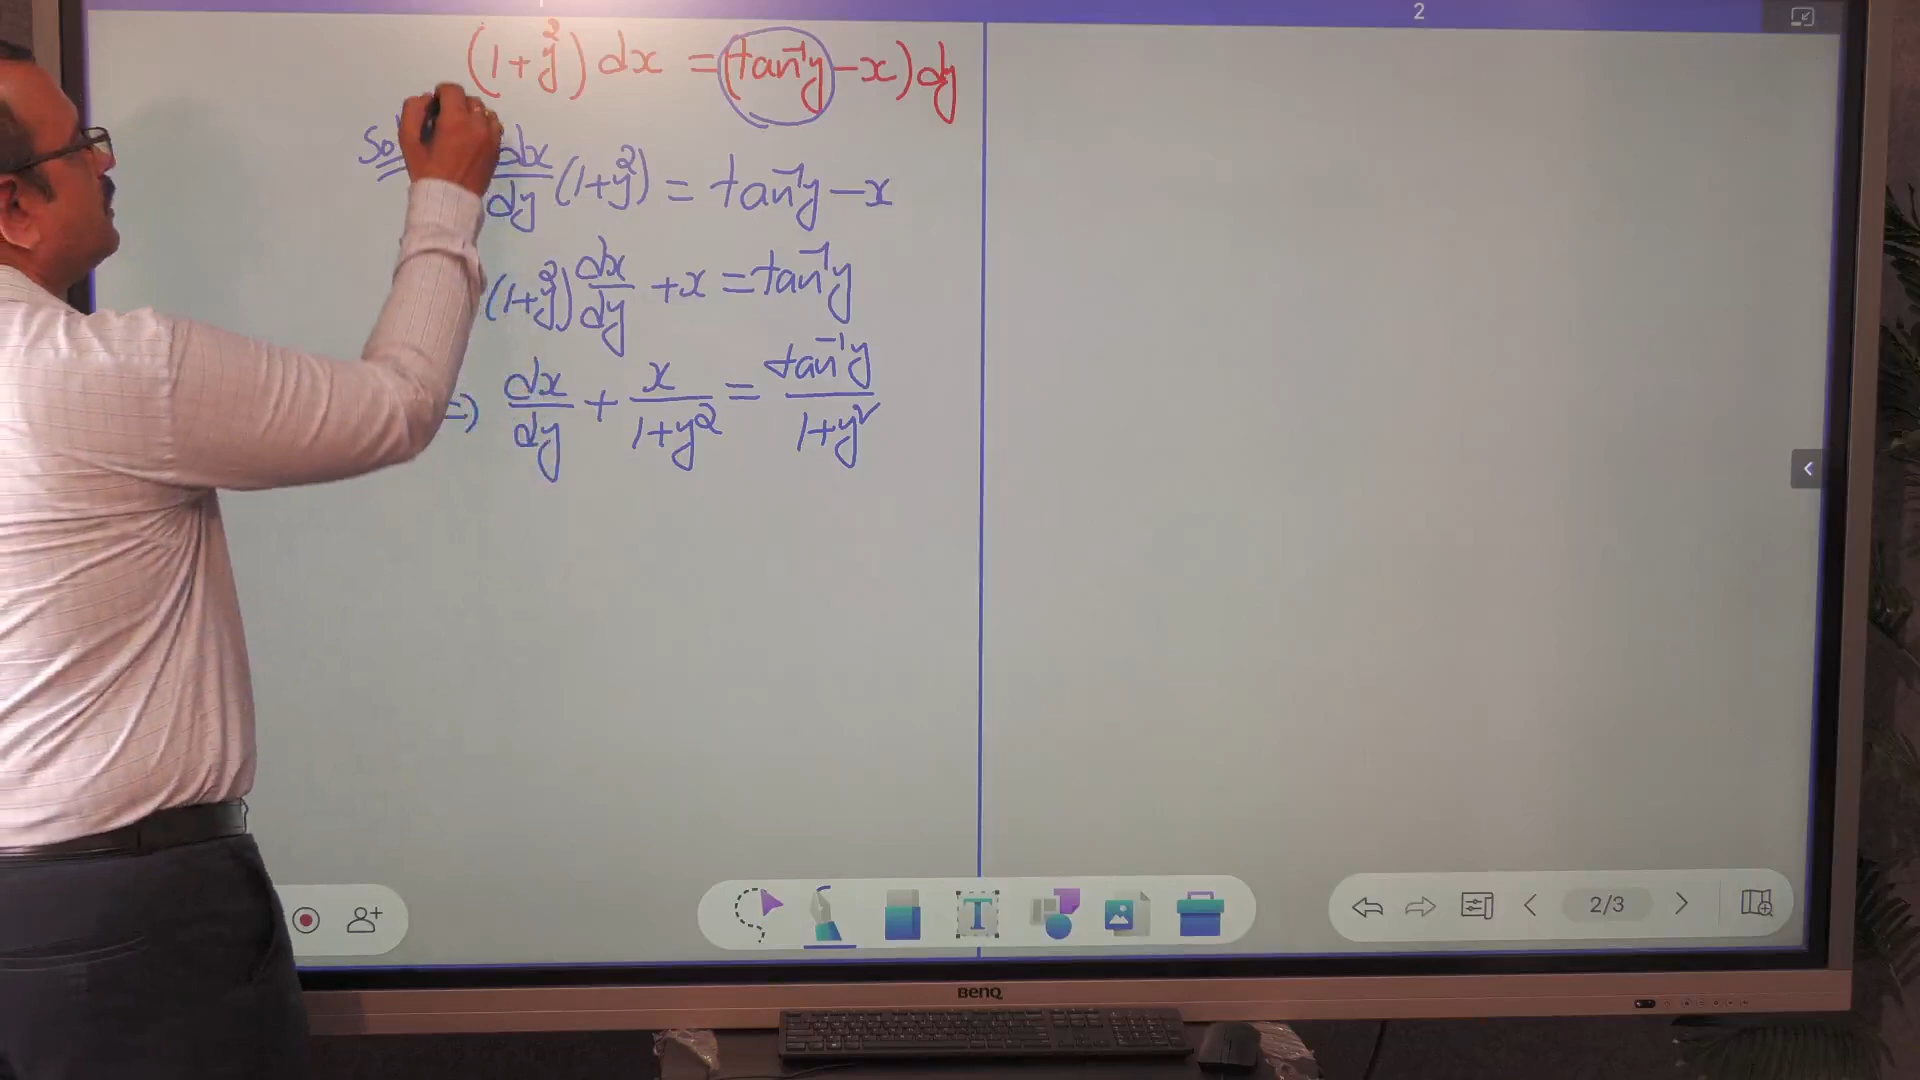 2
(1+y²) dx = (tan⁻¹y - x) dy
dx/dy (1+y²) = tan⁻¹y - x
(1+y²) dx/dy + x = tan⁻¹y
⇒ dx/dy + x/(1+y²) = tan⁻¹y/(1+y²)
T
2/3
BenQ